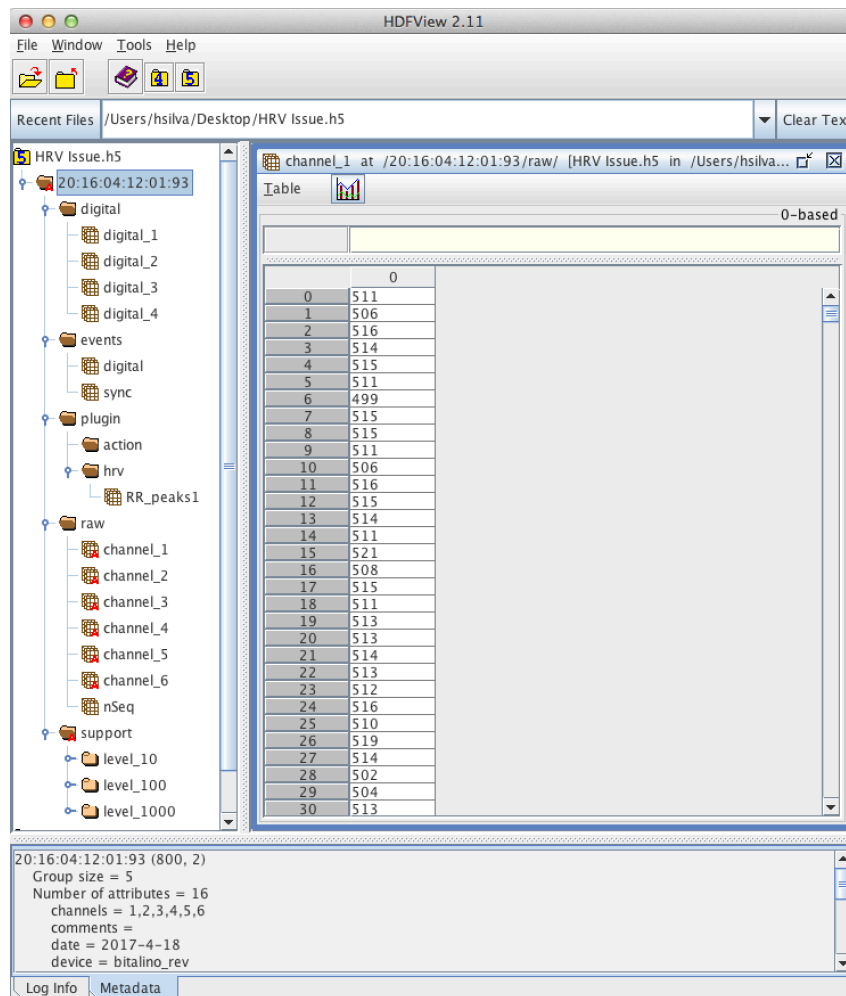 HDFView 2.11
File Window Tools Help
4 5
Recent Files /Users/hsilva/Desktop/HRV Issue.h5 Clear Tex
5 HRV Issue.h5
20:16:04:12:01:93
digital
digital_1
digital_2
digital_3
digital_4
events
digital
sync
plugin
action
hrv
RR_peaks1
raw
channel_1
channel_2
channel_3
channel_4
channel_5
channel_6
nSeq
support
level_10
level_100
level_1000
channel_1 at /20:16:04:12:01:93/raw/ [HRV Issue.h5 in /Users/hsilva...
Table
0-based
0
0 511
1 506
2 516
3 514
4 515
5 511
6 499
7 515
8 515
9 511
10 506
11 516
12 515
13 514
14 511
15 521
16 508
17 515
18 511
19 513
20 513
21 514
22 513
23 512
24 516
25 510
26 519
27 514
28 502
29 504
30 513
20:16:04:12:01:93 (800, 2)
Group size = 5
Number of attributes = 16
channels = 1,2,3,4,5,6
comments =
date = 2017-4-18
device = bitalino_rev
Log Info Metadata